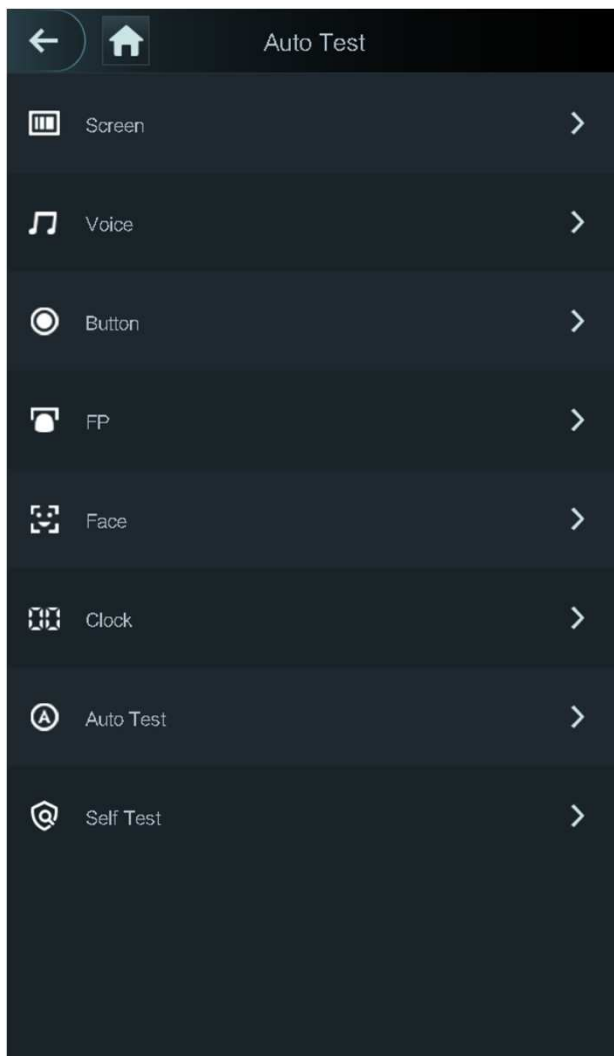 Auto Test
Screen
Voice
Button
FP
Face
Clock
Auto Test
Self Test